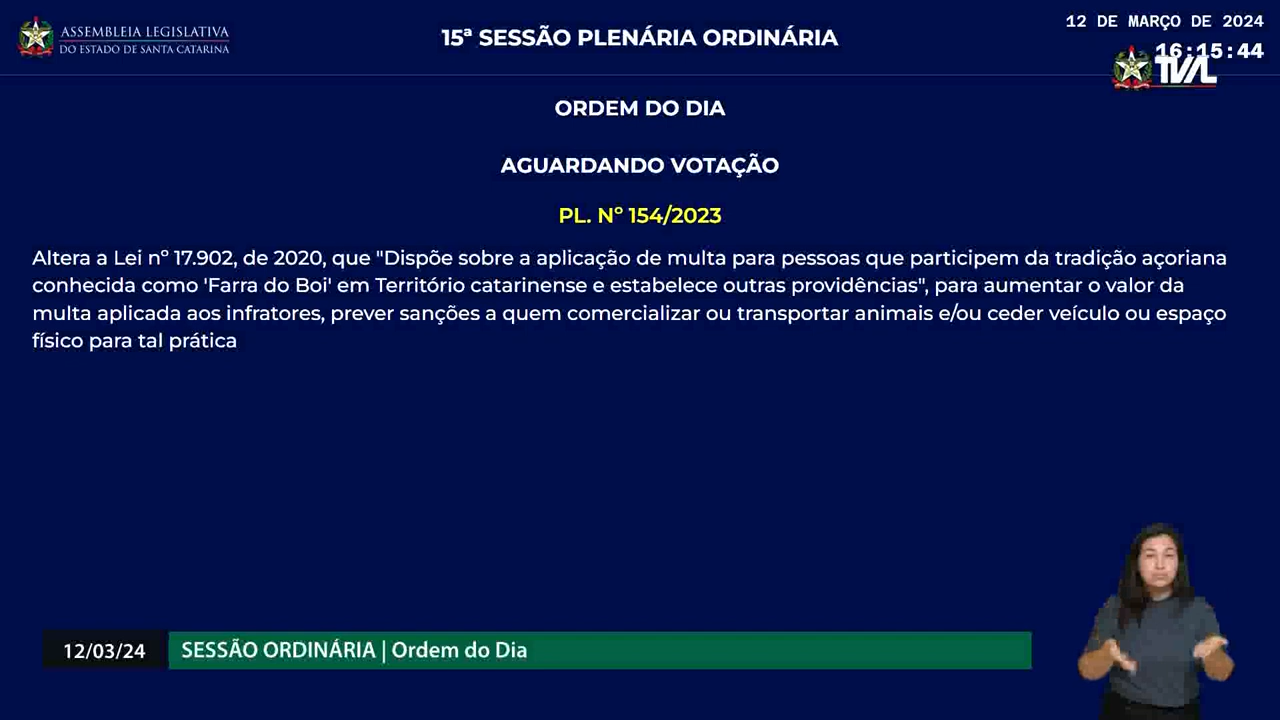 ASSEMBLEIA LEGISLATIVA
DO ESTADO DE SANTA CATARINA
15ª SESSÃO PLENÁRIA ORDINÁRIA
12 DE MARÇO DE 2024
16:15:44
TVAL
ORDEM DO DIA
AGUARDANDO VOTAÇÃO
PL. Nº 154/2023
Altera a Lei nº 17.902, de 2020, que "Dispõe sobre a aplicação de multa para pessoas que participem da tradição açoriana
conhecida como 'Farra do Boi' em Território catarinense e estabelece outras providências", para aumentar o valor da
multa aplicada aos infratores, prever sanções a quem comercializar ou transportar animais e/ou ceder veículo ou espaço
físico para tal prática
12/03/24
SESSÃO ORDINÁRIA | Ordem do Dia